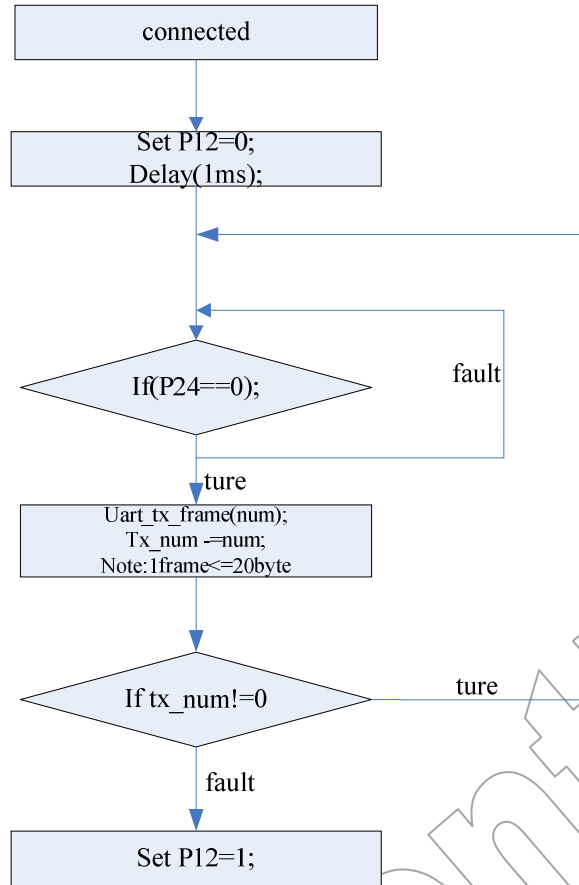 connected
Set P12=0;
Delay(1ms);
If(P24==0);
fault
ture
Uart_tx_frame(num);
Tx_num -=num;
Note:1frame<=20byte
If tx_num!=0
ture
fault
Set P12=1;